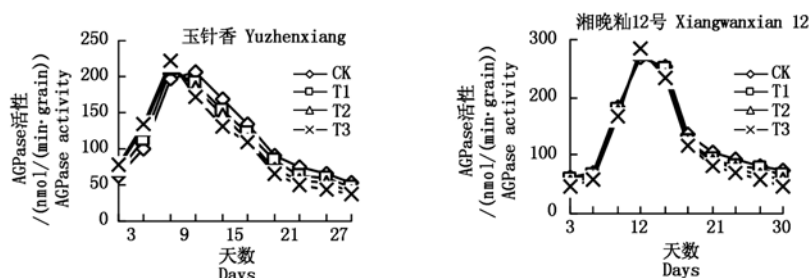 玉针香 Yuzhenxiang
AGPase活性
/(nmol/(min·grain))
AGPase activity
250
200
150
100
50
0
3
9
15
21
27
天数
Days
CK
T1
T2
T3
湘晚籼12号 Xiangwanxian 12
AGPase活性
/(nmol/(min·grain))
AGPase activity
300
200
100
0
3
12
21
30
天数
Days
CK
T1
T2
T3